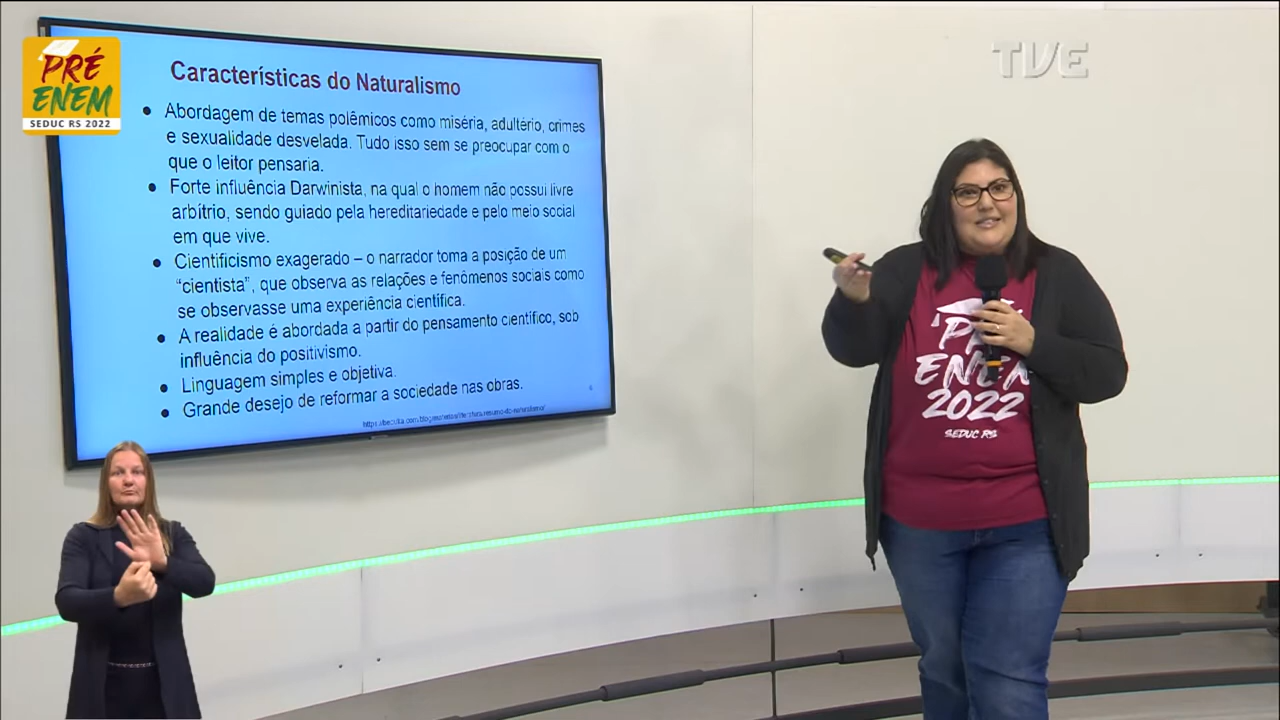 PRÉ
ENEM
SEDUC RS 2022
TVE
Características do Naturalismo
● Abordagem de temas polêmicos como miséria, adultério, crimes
e sexualidade desvelada. Tudo isso sem se preocupar com o
que o leitor pensaria.
● Forte influência Darwinista, na qual o homem não possui livre
arbítrio, sendo guiado pela hereditariedade e pelo meio social
em que vive.
● Cientificismo exagerado – o narrador toma a posição de um
“cientista”, que observa as relações e fenômenos sociais como
se observasse uma experiência científica.
● A realidade é abordada a partir do pensamento científico, sob
influência do positivismo.
● Linguagem simples e objetiva.
● Grande desejo de reformar a sociedade nas obras.
ENEM
2022
SEDUC RS